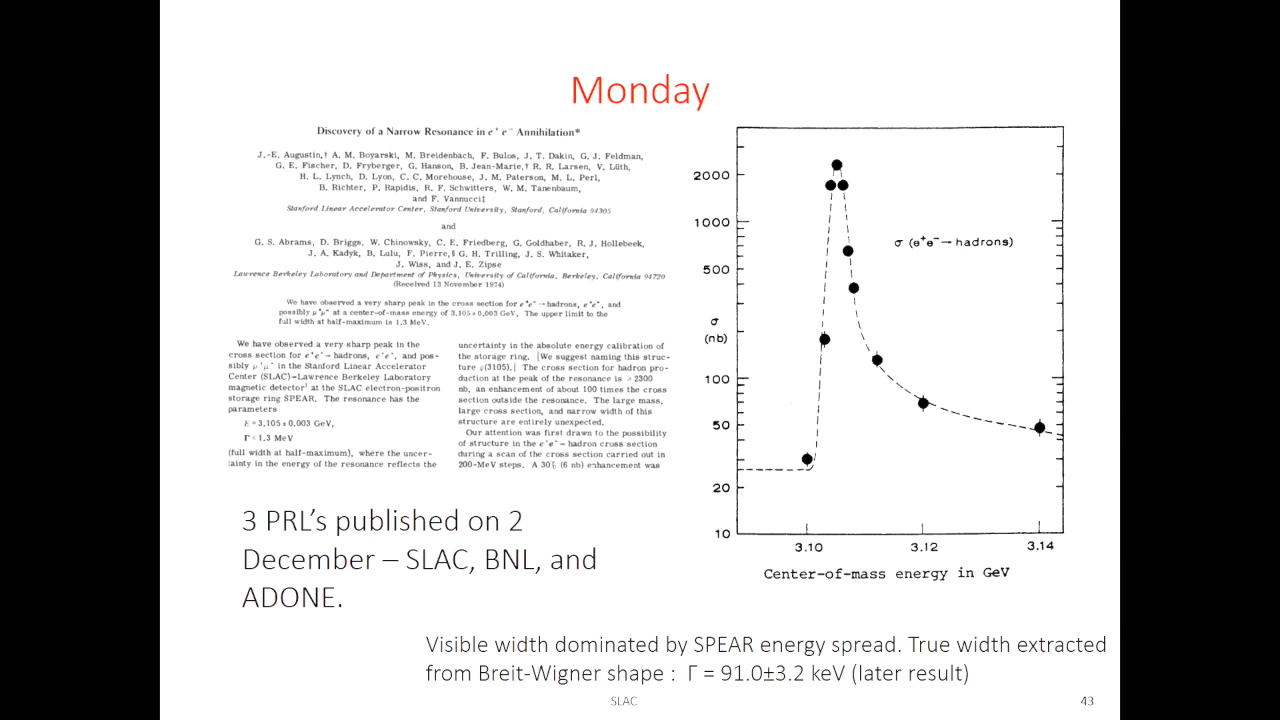 Monday
Discovery of a Narrow Resonance in e⁺ e⁻ Annihilation*
J.-E. Augustin,† A. M. Boyarski, M. Breidenbach, F. Bulos, J. T. Dakin, G. J. Feldman,
G. E. Fischer, D. Fryberger, G. Hanson, B. Jean-Marie,† R. R. Larsen, V. Lüth,
H. L. Lynch, D. Lyon, C. C. Morehouse, J. M. Paterson, M. L. Perl,
B. Richter, P. Rapidis, R. F. Schwitters, W. M. Tanenbaum,
and F. Vannucci‡
Stanford Linear Accelerator Center, Stanford University, Stanford, California 94305
and
G. S. Abrams, D. Briggs, W. Chinowsky, C. E. Friedberg, G. Goldhaber, R. J. Hollebeek,
J. A. Kadyk, B. Lulu, F. Pierre,§ G. H. Trilling, J. S. Whitaker,
J. Wiss, and J. E. Zipse
Lawrence Berkeley Laboratory and Department of Physics, University of California, Berkeley, California 94720
(Received 13 November 1974)
We have observed a very sharp peak in the cross section for e⁺e⁻ → hadrons, e⁺e⁻, and
possibly μ⁺μ⁻ at a center-of-mass energy of 3.105±0.003 GeV. The upper limit to the
full width at half-maximum is 1.3 MeV.
We have observed a very sharp peak in the
cross section for e⁺e⁻ → hadrons, e⁺e⁻, and pos-
sibly μ⁺μ⁻ in the Stanford Linear Accelerator
Center (SLAC)-Lawrence Berkeley Laboratory
magnetic detector¹ at the SLAC electron-positron
storage ring SPEAR. The resonance has the
parameters
E = 3.105±0.003 GeV,
Γ < 1.3 MeV
(full width at half-maximum), where the uncer-
tainty in the energy of the resonance reflects the
uncertainty in the absolute energy calibration of
the storage ring. [We suggest naming this struc-
ture ψ(3105).] The cross section for hadron pro-
duction at the peak of the resonance is ≥ 2300
nb, an enhancement of about 100 times the cross
section outside the resonance. The large mass,
large cross section, and narrow width of this
structure are entirely unexpected.
Our attention was first drawn to the possibility
of structure in the e⁺e⁻ → hadron cross section
during a scan of the cross section carried out in
200-MeV steps. A 30% (6 nb) enhancement was
2000
1000
500
σ
(nb)
100
50
20
10
σ (e⁺e⁻→ hadrons)
3.10 3.12 3.14
Center-of-mass energy in GeV
3 PRL’s published on 2
December – SLAC, BNL, and
ADONE.
Visible width dominated by SPEAR energy spread. True width extracted
from Breit-Wigner shape : Γ = 91.0±3.2 keV (later result)
SLAC
43